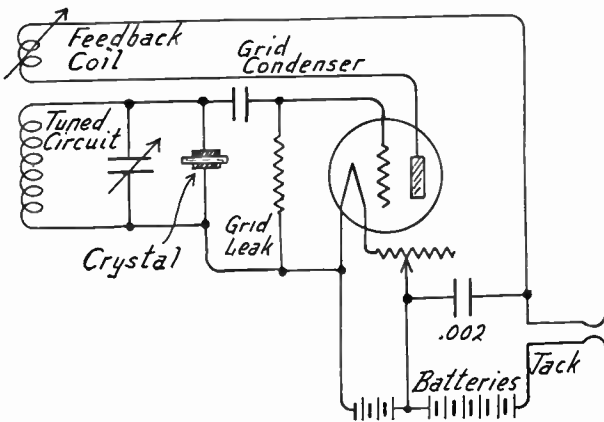 Feedback
Coil
Grid
Condenser
Tuned
Circuit
Crystal
Grid
Leak
.002
Batteries
Jack